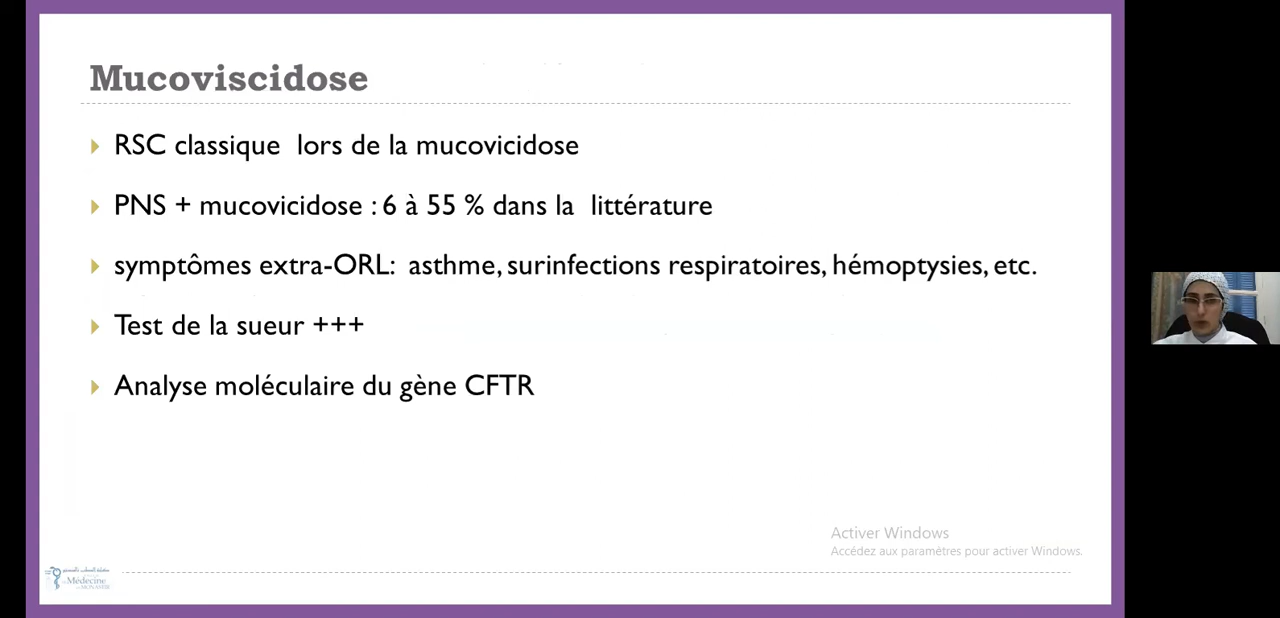 Mucoviscidose
RSC classique lors de la mucovicidose
PNS + mucovicidose : 6 à 55 % dans la littérature
symptômes extra-ORL: asthme, surinfections respiratoires, hémoptysies, etc.
Test de la sueur +++
Analyse moléculaire du gène CFTR
Activer Windows
Accédez aux paramètres pour activer Windows.
Médecine